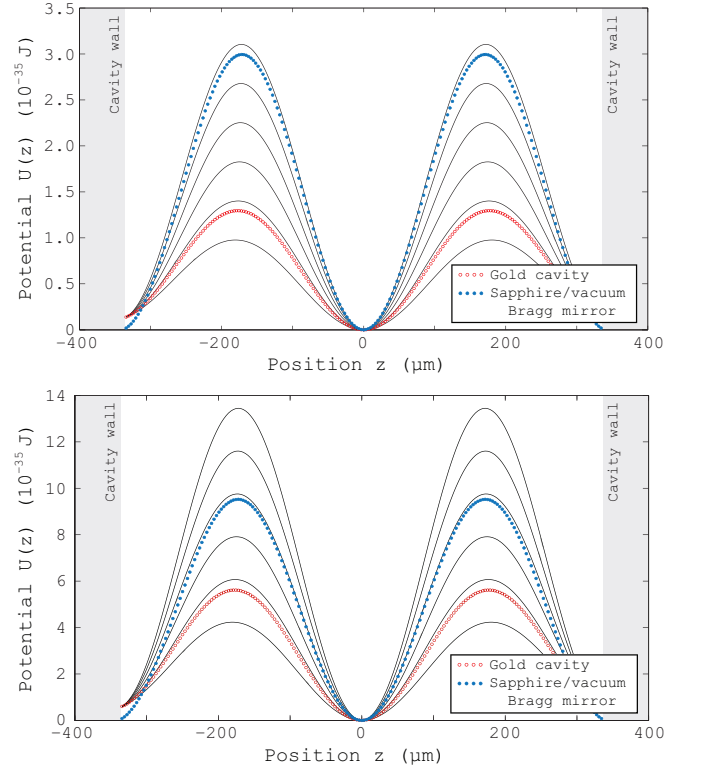 3.5
3.0
2.5
2.0
1.5
1.0
0.5
0
Potential U(z) (10⁻³⁵ J)
Cavity wall
Cavity wall
Gold cavity
Sapphire/vacuum
Bragg mirror
−400
−200
0
200
400
Position z (µm)
14
12
10
8
6
4
2
0
Potential U(z) (10⁻³⁵ J)
Cavity wall
Cavity wall
Gold cavity
Sapphire/vacuum
Bragg mirror
−400
−200
0
200
400
Position z (µm)